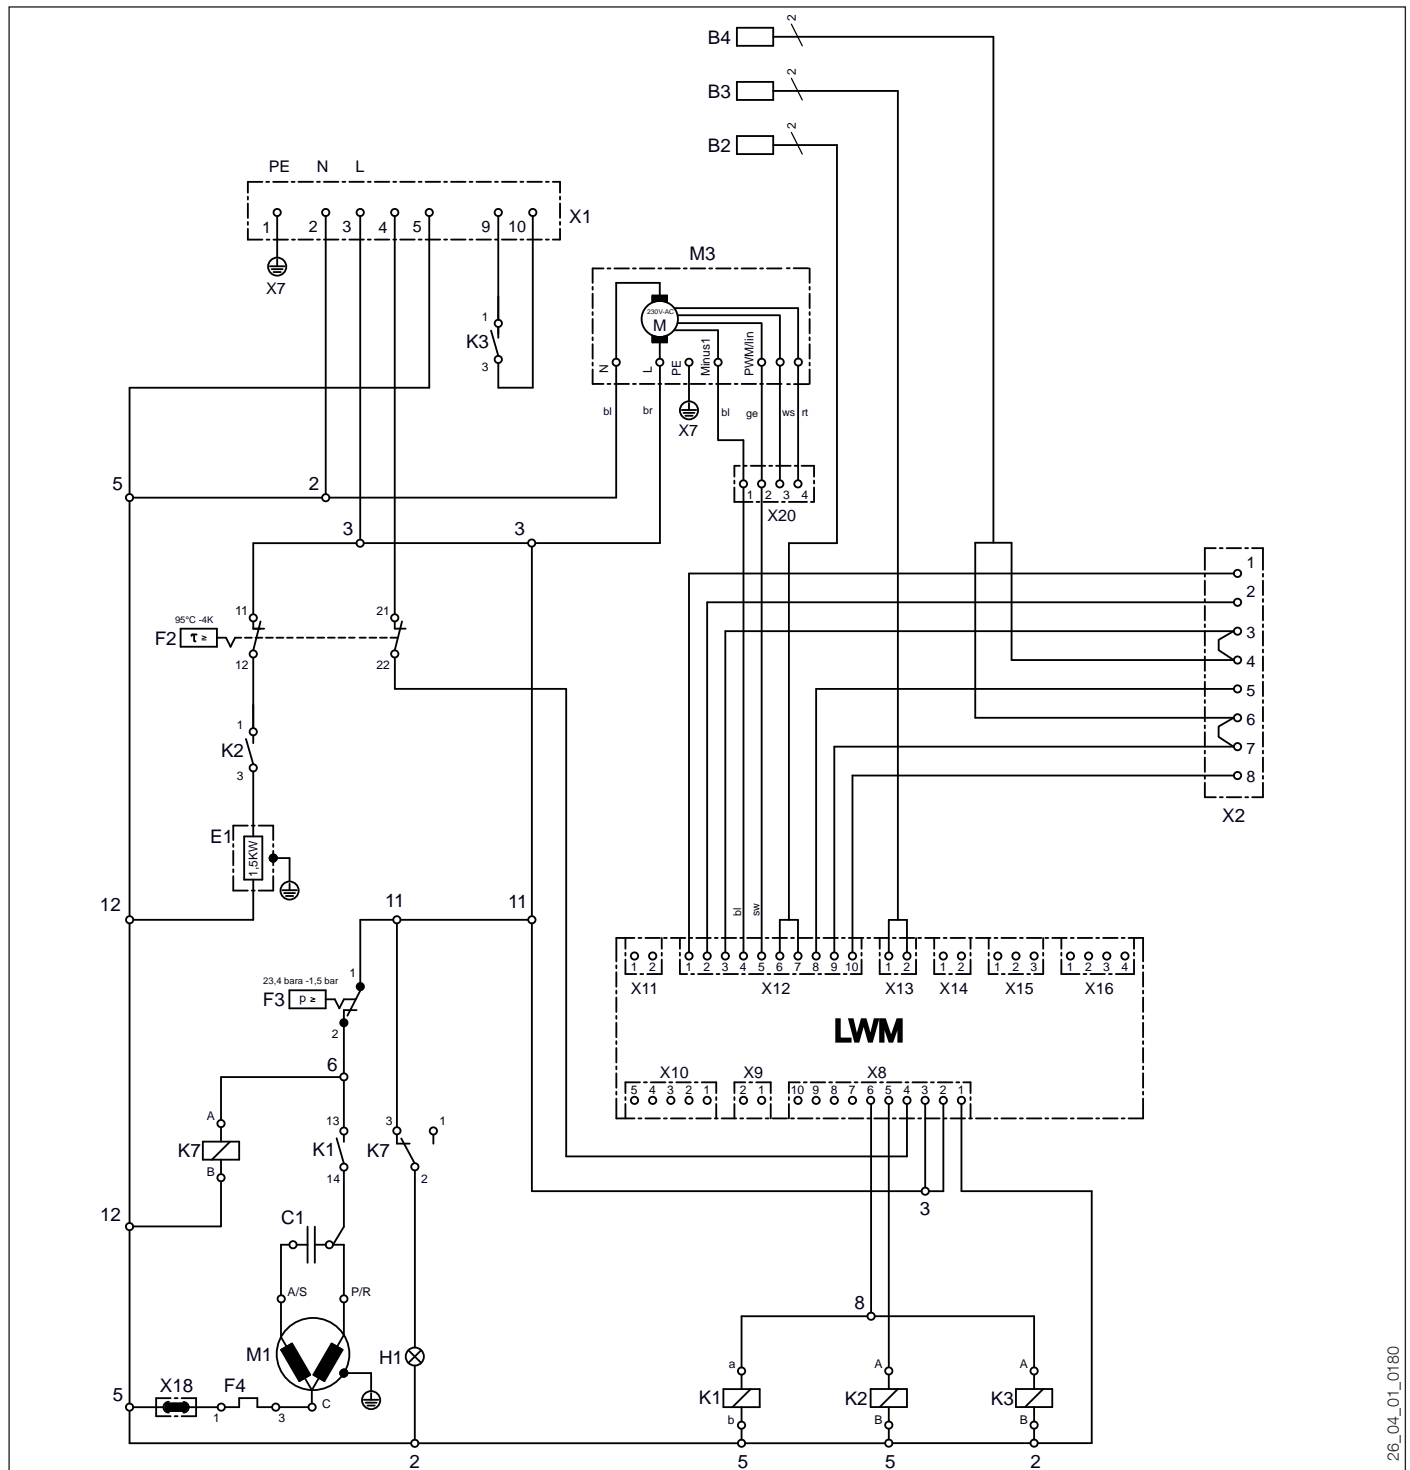 B4
2
B3
2
B2
2
PE N L
1 2 3 4 5 9 10 X1
X7
1
K3
3
M3
230V-AC
M
N L PE Minus1 PWM/lin
bl br X7 bl ge ws rt
1 2 3 4
X20
5 2
3 3
95°C -4K
F2 τ ≥
11 21
12 22
1
K2
3
E1
1,5KW
12
11 11
1
2
3
4
5
6
7
8
X2
bl sw
1 2 1 2 3 4 5 6 7 8 9 10 1 2 1 2 1 2 3 1 2 3 4
X11 X12 X13 X14 X15 X16
LWM
X10 X9 X8
5 4 3 2 1 2 1 10 9 8 7 6 5 4 3 2 1
23,4 bara -1,5 bar
F3 p ≥
1
2
6
A
K7
B
13
K1
14
3 1
K7
2
12
C1
A/S P/R
M1
H1
5 X18 F4
1 3 C
3
8
a A A
K1 K2 K3
b B B
2 5 5 2
26_04_01_0180